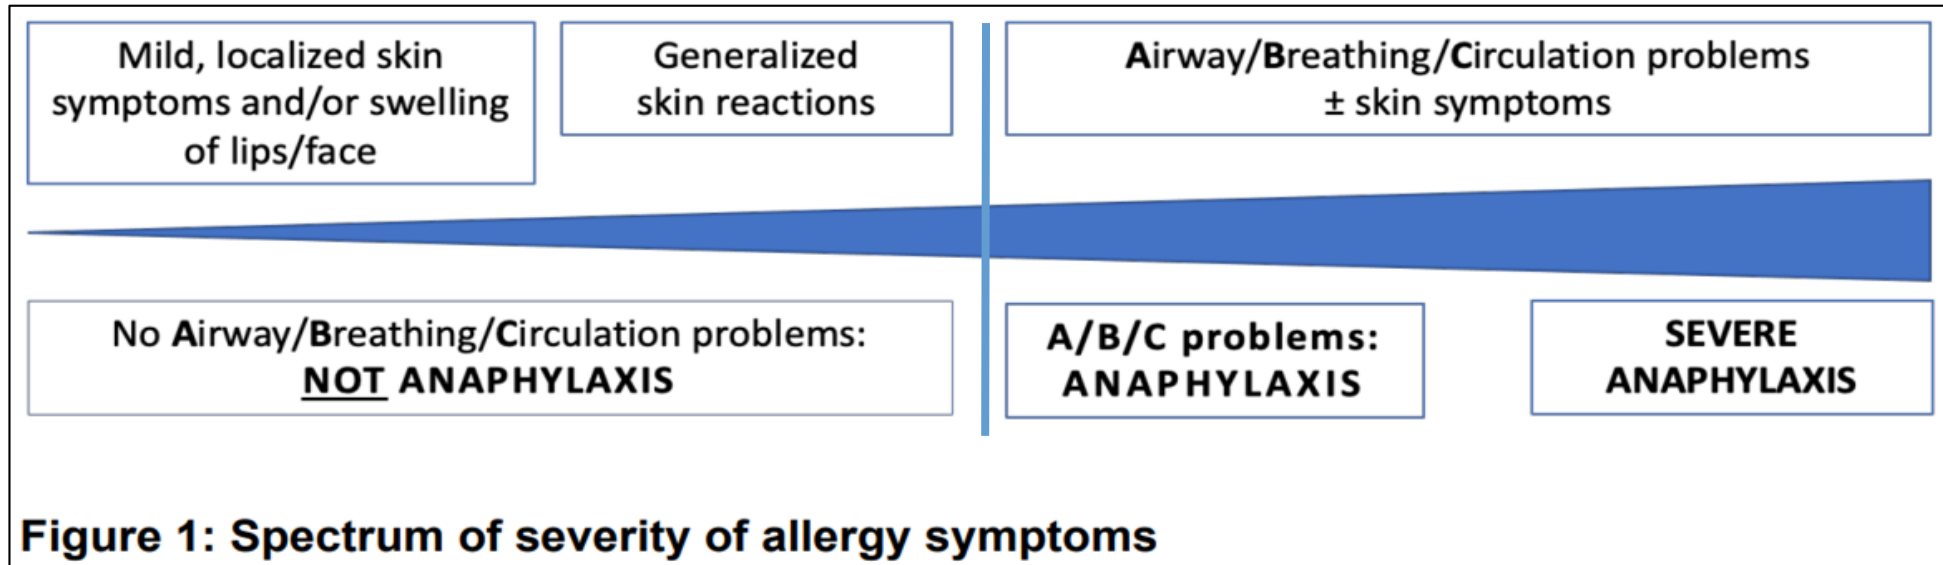 Mild, localized skin
symptoms and/or swelling
of lips/face
Generalized
skin reactions
Airway/Breathing/Circulation problems
± skin symptoms
No Airway/Breathing/Circulation problems:
NOT ANAPHYLAXIS
A/B/C problems:
ANAPHYLAXIS
SEVERE
ANAPHYLAXIS
Figure 1: Spectrum of severity of allergy symptoms